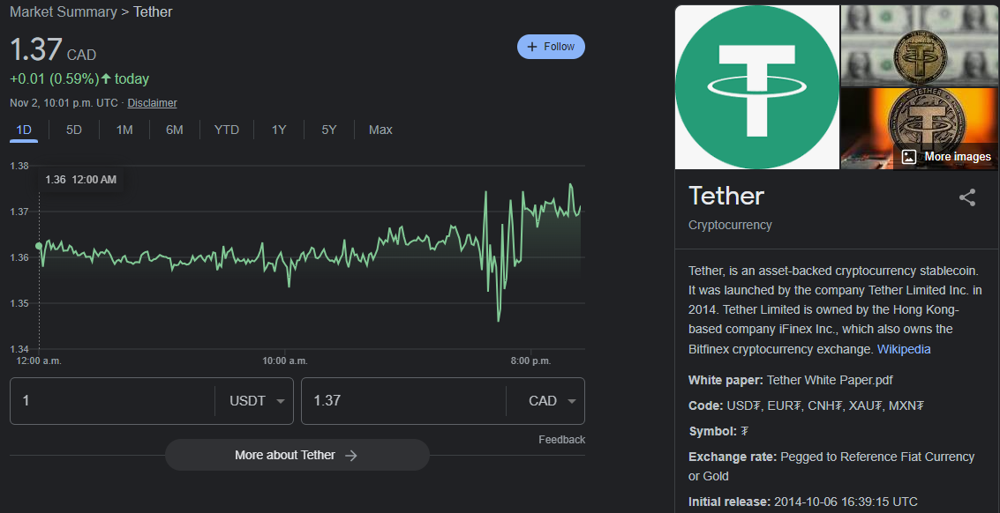 Market Summary > Tether
1.37 CAD
+ Follow
+0.01 (0.59%) ↑ today
Nov 2, 10:01 p.m. UTC · Disclaimer
1D 5D 1M 6M YTD 1Y 5Y Max
1.38
1.36 12:00 AM
1.37
1.36
1.35
1.34
12:00 a.m. 10:00 a.m. 8:00 p.m.
1 USDT 1.37 CAD
Feedback
More about Tether →
TETHER
More images
Tether
Cryptocurrency
Tether, is an asset-backed cryptocurrency stablecoin.
It was launched by the company Tether Limited Inc. in
2014. Tether Limited is owned by the Hong Kong-
based company iFinex Inc., which also owns the
Bitfinex cryptocurrency exchange. Wikipedia
White paper: Tether White Paper.pdf
Code: USD₮, EUR₮, CNH₮, XAU₮, MXN₮
Symbol: ₮
Exchange rate: Pegged to Reference Fiat Currency
or Gold
Initial release: 2014-10-06 16:39:15 UTC